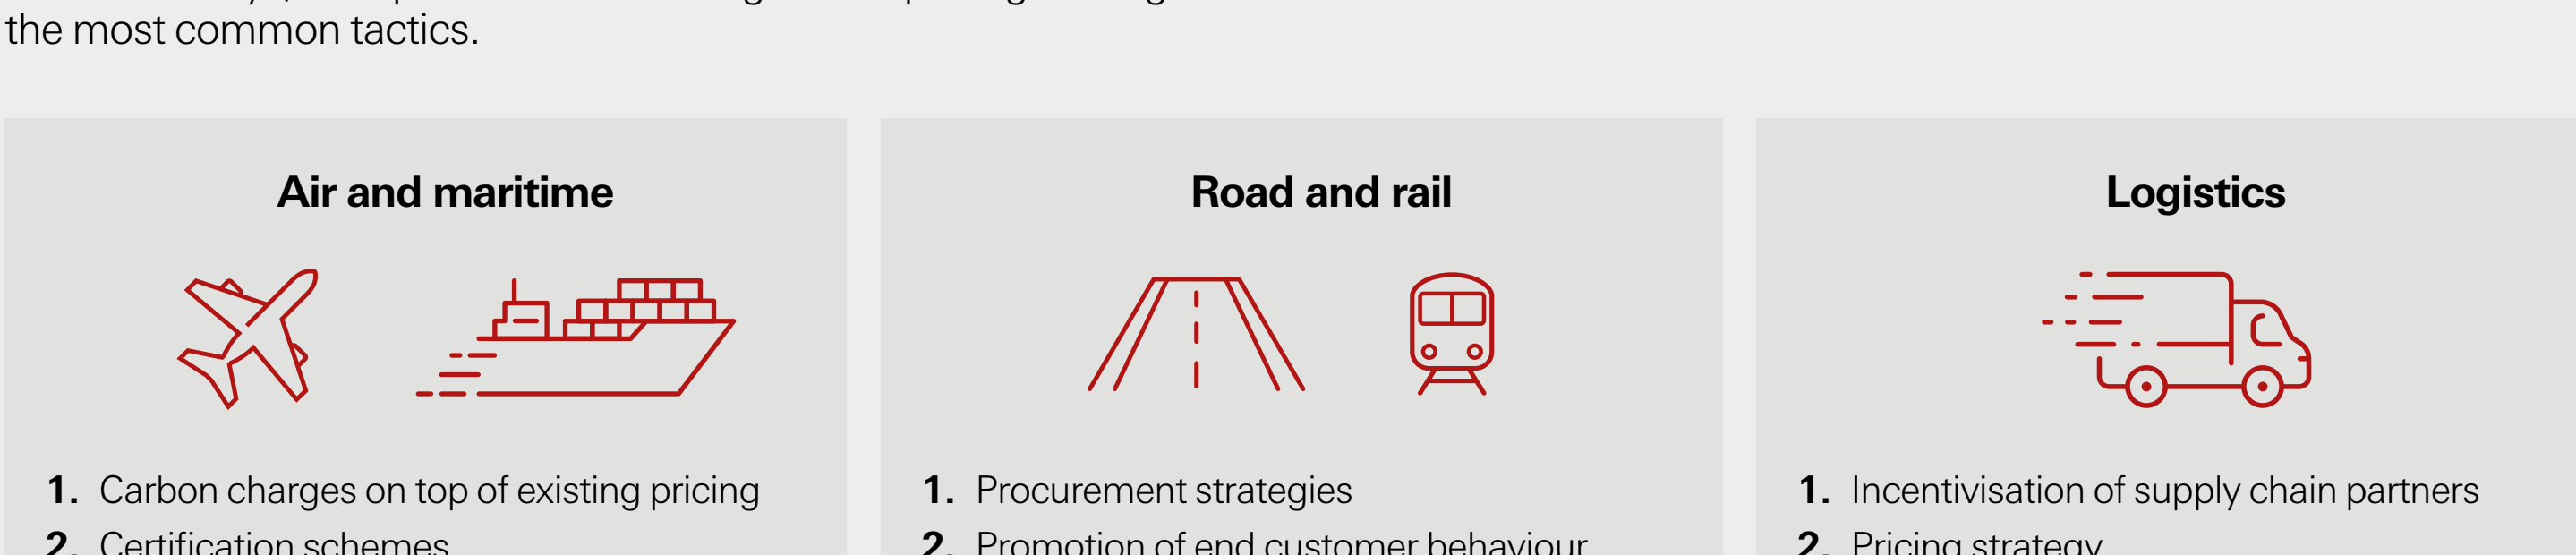 the most common tactics.
Air and maritime
1. Carbon charges on top of existing pricing
2. Certification schemes
Road and rail
1. Procurement strategies
2. Promotion of end customer behaviour
Logistics
1. Incentivisation of supply chain partners
2. Pricing strategy